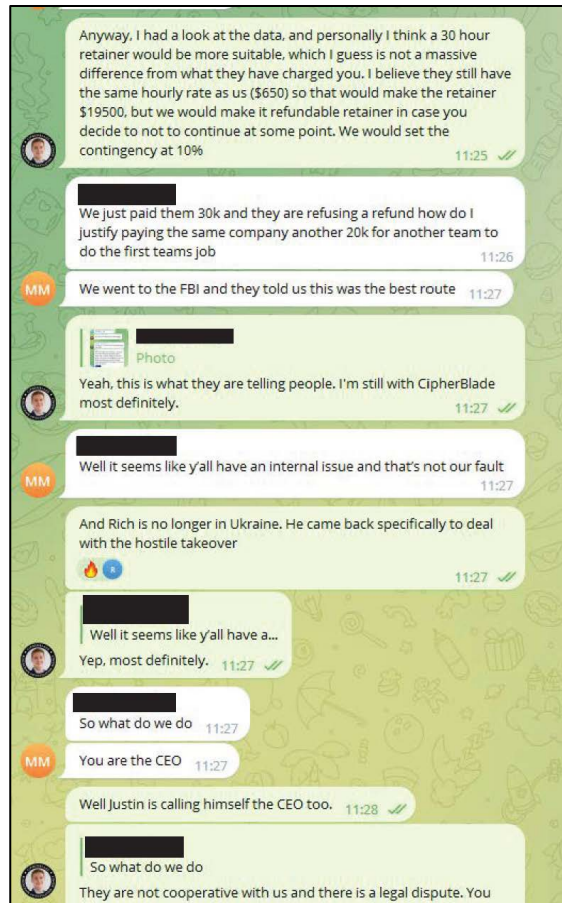 Anyway, I had a look at the data, and personally I think a 30 hour
retainer would be more suitable, which I guess is not a massive
difference from what they have charged you. I believe they still have
the same hourly rate as us ($650) so that would make the retainer
$19500, but we would make it refundable retainer in case you
decide to not to continue at some point. We would set the
contingency at 10%
11:25
We just paid them 30k and they are refusing a refund how do I
justify paying the same company another 20k for another team to
do the first teams job
11:26
MM
We went to the FBI and they told us this was the best route 11:27
Photo
Yeah, this is what they are telling people. I'm still with CipherBlade
most definitely.
11:27
MM
Well it seems like y'all have an internal issue and that's not our fault
11:27
And Rich is no longer in Ukraine. He came back specifically to deal
with the hostile takeover
R
11:27
Well it seems like y'all have a...
Yep, most definitely. 11:27
So what do we do 11:27
MM
You are the CEO 11:27
Well Justin is calling himself the CEO too. 11:28
So what do we do
They are not cooperative with us and there is a legal dispute. You